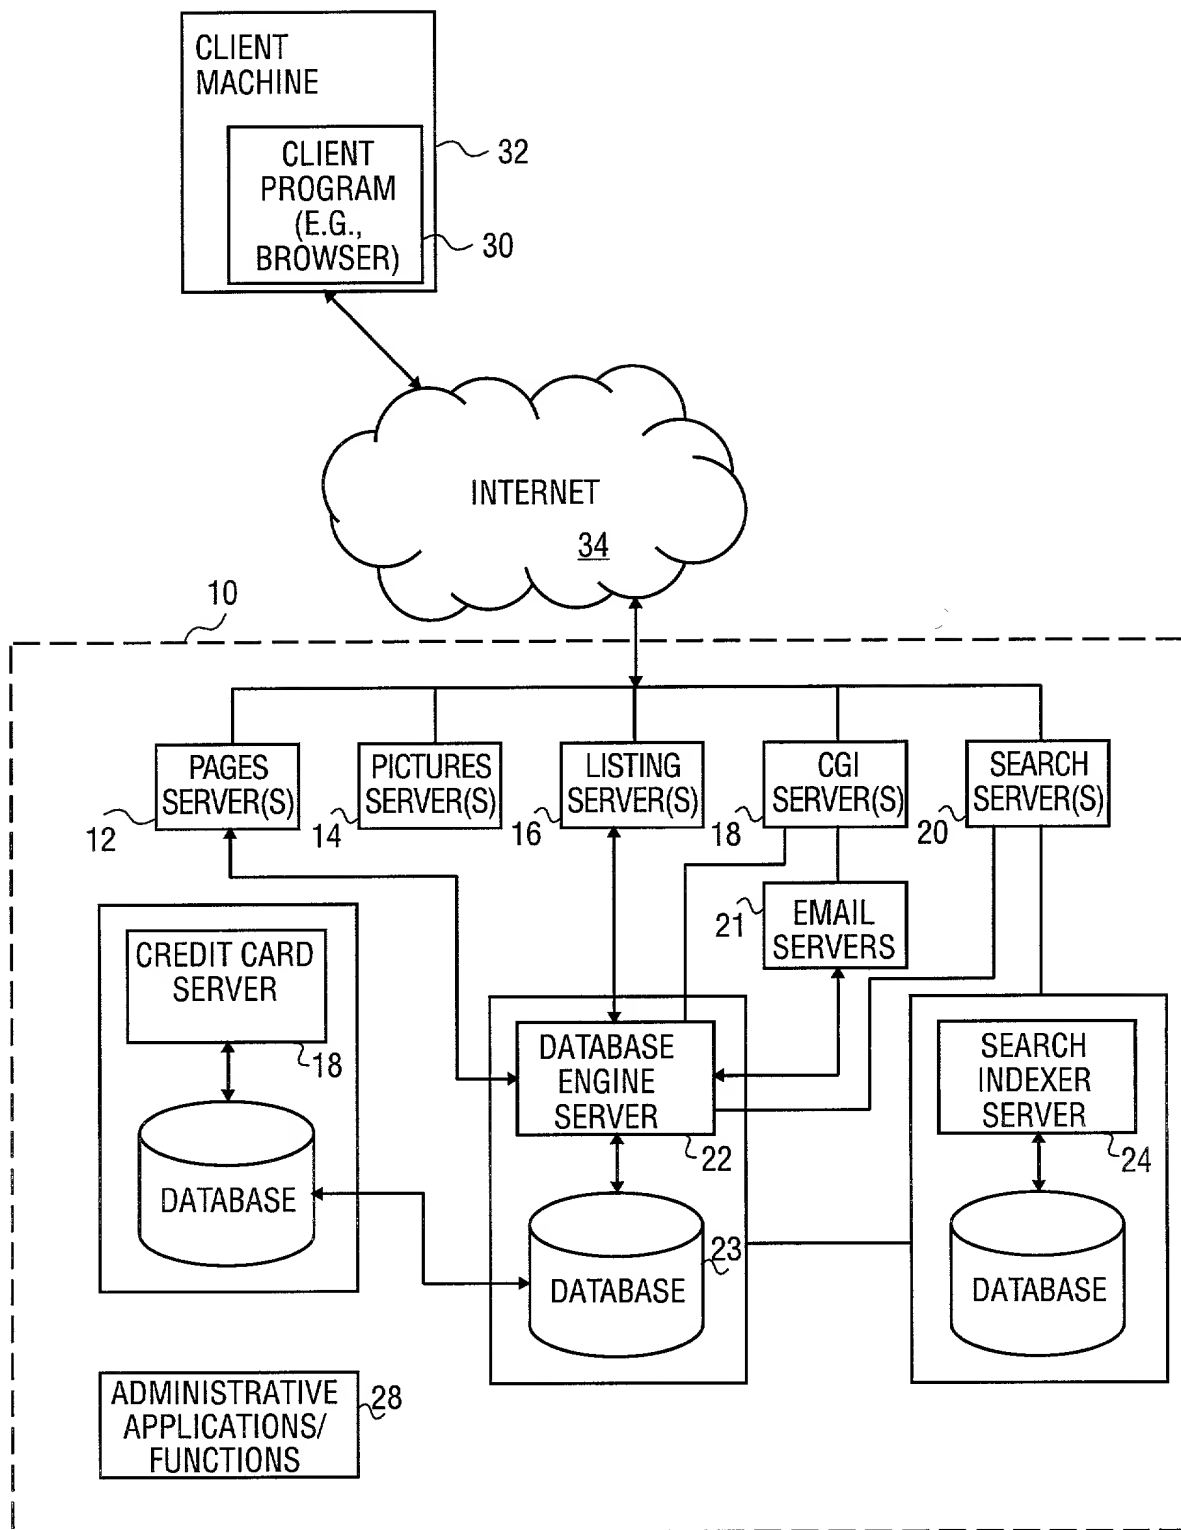 CLIENT
MACHINE
CLIENT
PROGRAM
(E.G.,
BROWSER)
32
30
INTERNET
34
10
PAGES
SERVER(S)
12
PICTURES
SERVER(S)
14
LISTING
SERVER(S)
16
CGI
SERVER(S)
18
SEARCH
SERVER(S)
20
EMAIL
SERVERS
21
CREDIT CARD
SERVER
18
DATABASE
DATABASE
ENGINE
SERVER
22
DATABASE
23
SEARCH
INDEXER
SERVER
24
DATABASE
ADMINISTRATIVE
APPLICATIONS/
FUNCTIONS
28